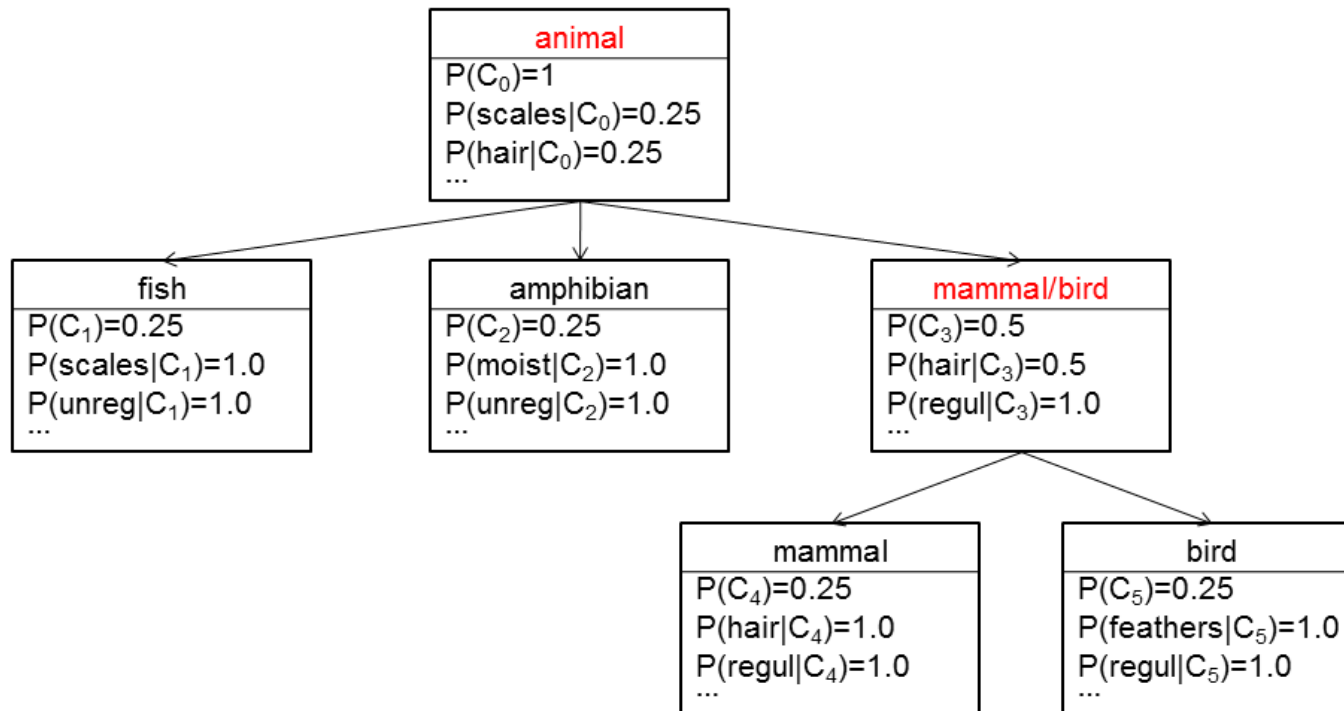 animal
P(C₀)=1
P(scales|C₀)=0.25
P(hair|C₀)=0.25
...
fish
P(C₁)=0.25
P(scales|C₁)=1.0
P(unreg|C₁)=1.0
...
amphibian
P(C₂)=0.25
P(moist|C₂)=1.0
P(unreg|C₂)=1.0
...
mammal/bird
P(C₃)=0.5
P(hair|C₃)=0.5
P(regul|C₃)=1.0
...
mammal
P(C₄)=0.25
P(hair|C₄)=1.0
P(regul|C₄)=1.0
...
bird
P(C₅)=0.25
P(feathers|C₅)=1.0
P(regul|C₅)=1.0
...